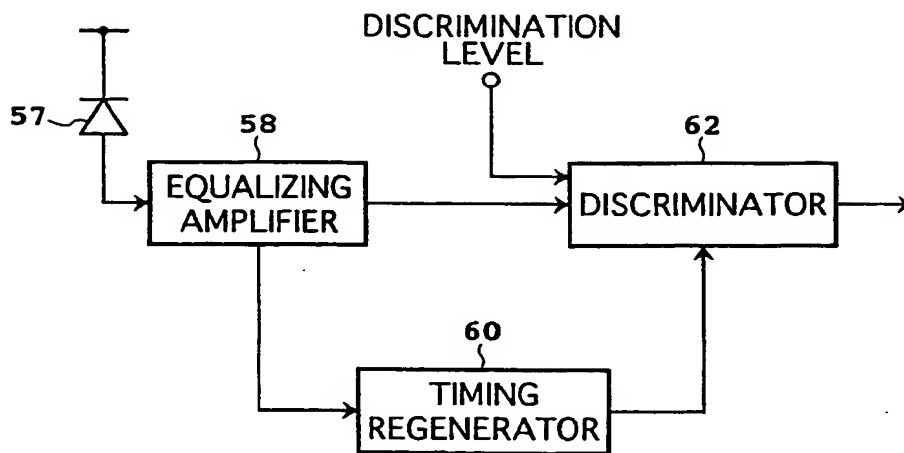 DISCRIMINATION
LEVEL
57
58
62
EQUALIZING
AMPLIFIER
DISCRIMINATOR
60
TIMING
REGENERATOR